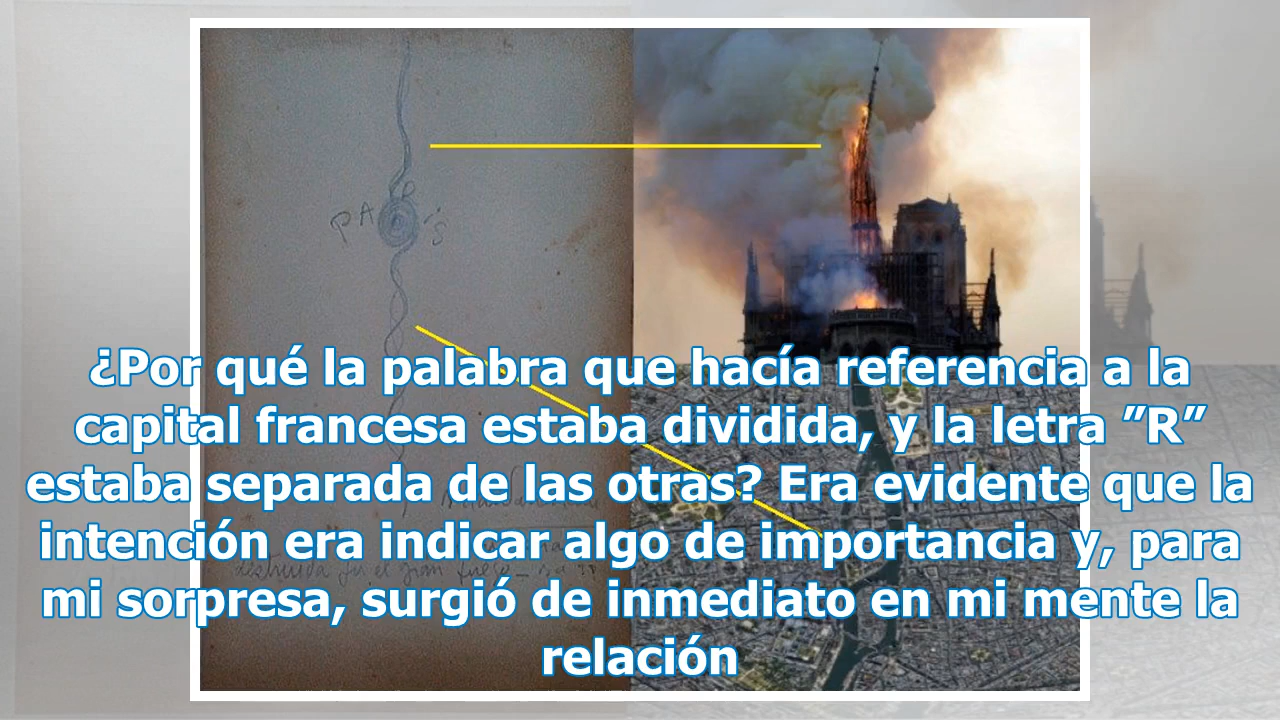 PARiS
¿Por qué la palabra que hacía referencia a la
capital francesa estaba dividida, y la letra ”R”
estaba separada de las otras? Era evidente que la
intención era indicar algo de importancia y, para
mi sorpresa, surgió de inmediato en mi mente la
relación